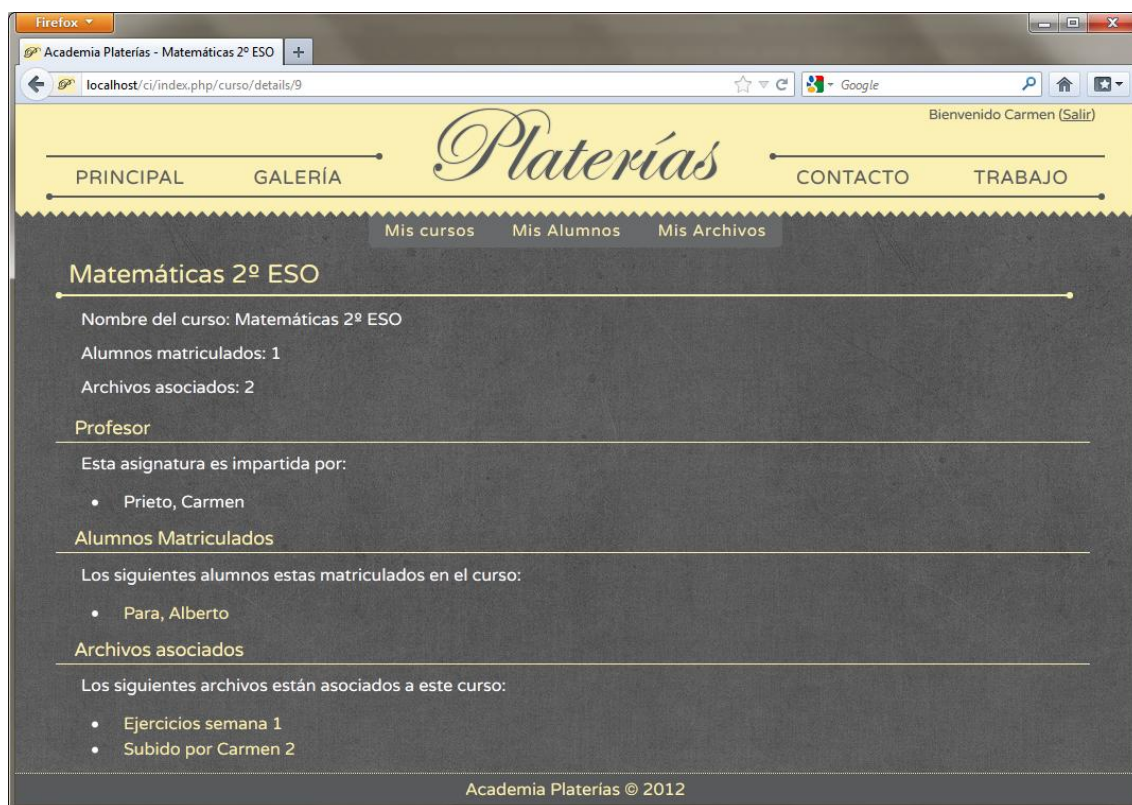 Firefox
Academia Platerías - Matemáticas 2º ESO
localhost/ci/index.php/curso/details/9
Google
Bienvenido Carmen (Salir)
Platerías
PRINCIPAL GALERÍA CONTACTO TRABAJO
Mis cursos Mis Alumnos Mis Archivos
Matemáticas 2º ESO
Nombre del curso: Matemáticas 2º ESO
Alumnos matriculados: 1
Archivos asociados: 2
Profesor
Esta asignatura es impartida por:
Prieto, Carmen
Alumnos Matriculados
Los siguientes alumnos estas matriculados en el curso:
Para, Alberto
Archivos asociados
Los siguientes archivos están asociados a este curso:
Ejercicios semana 1
Subido por Carmen 2
Academia Platerías © 2012